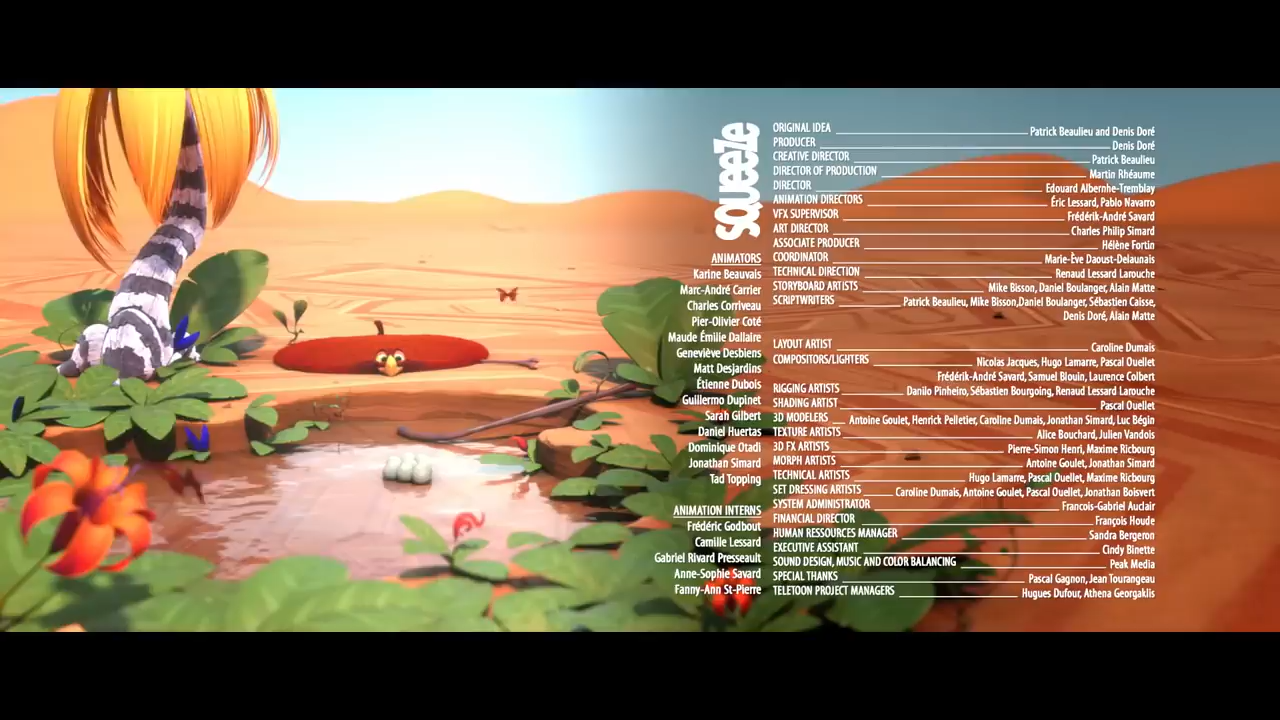 squeeze
ORIGINAL IDEA Patrick Beaulieu and Denis Doré
PRODUCER Denis Doré
CREATIVE DIRECTOR Patrick Beaulieu
DIRECTOR OF PRODUCTION Martin Rhéaume
DIRECTOR Edouard Albernhe-Tremblay
ANIMATION DIRECTORS Éric Lessard, Pablo Navarro
VFX SUPERVISOR Frédérik-André Savard
ART DIRECTOR Charles Philip Simard
ASSOCIATE PRODUCER Hélène Fortin
COORDINATOR Marie-Ève Daoust-Delaunais
TECHNICAL DIRECTION Renaud Lessard Larouche
STORYBOARD ARTISTS Mike Bisson, Daniel Boulanger, Alain Matte
SCRIPTWRITERS Patrick Beaulieu, Mike Bisson,Daniel Boulanger, Sébastien Caisse,
Denis Doré, Alain Matte
LAYOUT ARTIST Caroline Dumais
COMPOSITORS/LIGHTERS Nicolas Jacques, Hugo Lamarre, Pascal Ouellet
Frédérik-André Savard, Samuel Blouin, Laurence Colbert
RIGGING ARTISTS Danilo Pinheiro, Sébastien Bourgoing, Renaud Lessard Larouche
SHADING ARTIST Pascal Ouellet
3D MODELERS Antoine Goulet, Henrick Pelletier, Caroline Dumais, Jonathan Simard, Luc Bégin
TEXTURE ARTISTS Alice Bouchard, Julien Vandois
3D FX ARTISTS Pierre-Simon Henri, Maxime Ricbourg
MORPH ARTISTS Antoine Goulet, Jonathan Simard
TECHNICAL ARTISTS Hugo Lamarre, Pascal Ouellet, Maxime Ricbourg
SET DRESSING ARTISTS Caroline Dumais, Antoine Goulet, Pascal Ouellet, Jonathan Boisvert
SYSTEM ADMINISTRATOR Francois-Gabriel Auclair
FINANCIAL DIRECTOR François Houde
HUMAN RESSOURCES MANAGER Sandra Bergeron
EXECUTIVE ASSISTANT Cindy Binette
SOUND DESIGN, MUSIC AND COLOR BALANCING Peak Media
SPECIAL THANKS Pascal Gagnon, Jean Tourangeau
TELETOON PROJECT MANAGERS Hugues Dufour, Athena Georgaklis
ANIMATORS
Karine Beauvais
Marc-André Carrier
Charles Corriveau
Pier-Olivier Coté
Maude Émilie Dallaire
Geneviève Desbiens
Matt Desjardins
Étienne Dubois
Guillermo Dupinet
Sarah Gilbert
Daniel Huertas
Dominique Otadi
Jonathan Simard
Tad Topping
ANIMATION INTERNS
Frédéric Godbout
Camille Lessard
Gabriel Rivard Presseault
Anne-Sophie Savard
Fanny-Ann St-Pierre